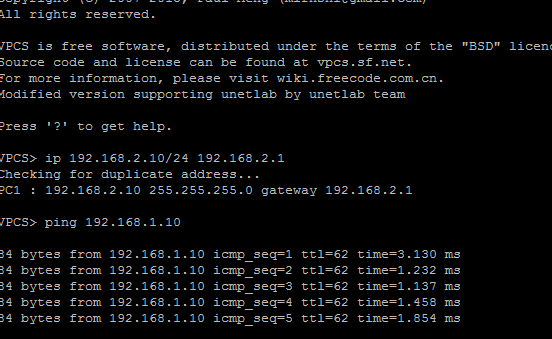 All rights reserved.
VPCS is free software, distributed under the terms of the "BSD" licen
Source code and license can be found at vpcs.sf.net.
For more information, please visit wiki.freecode.com.cn.
Modified version supporting unetlab by unetlab team
Press '?' to get help.
VPCS> ip 192.168.2.10/24 192.168.2.1
Checking for duplicate address...
PC1 : 192.168.2.10 255.255.255.0 gateway 192.168.2.1
VPCS> ping 192.168.1.10
84 bytes from 192.168.1.10 icmp_seq=1 ttl=62 time=3.130 ms
84 bytes from 192.168.1.10 icmp_seq=2 ttl=62 time=1.232 ms
84 bytes from 192.168.1.10 icmp_seq=3 ttl=62 time=1.137 ms
84 bytes from 192.168.1.10 icmp_seq=4 ttl=62 time=1.458 ms
84 bytes from 192.168.1.10 icmp_seq=5 ttl=62 time=1.854 ms